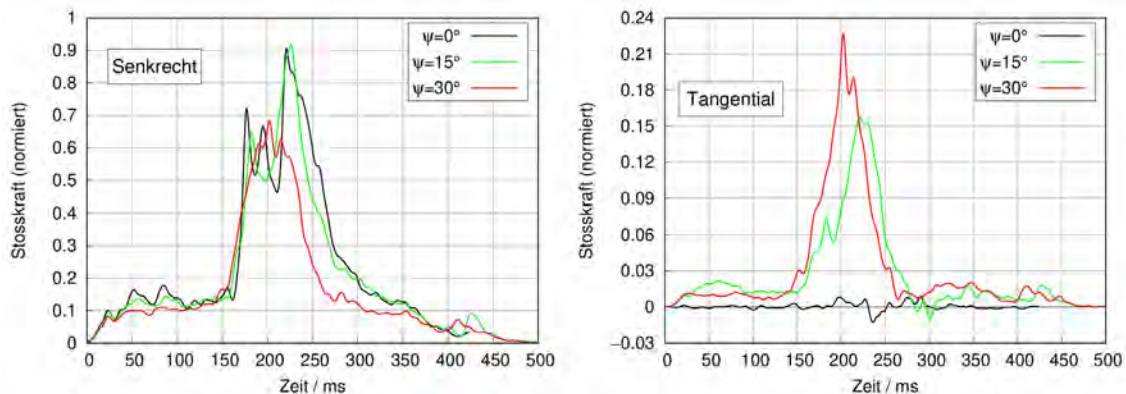 Senkrecht
ψ=0°
ψ=15°
ψ=30°
Stosskraft (normiert)
1
0.9
0.8
0.7
0.6
0.5
0.4
0.3
0.2
0.1
0
0 50 100 150 200 250 300 350 400 450 500
Zeit / ms
Tangential
ψ=0°
ψ=15°
ψ=30°
Stosskraft (normiert)
0.24
0.21
0.18
0.15
0.12
0.09
0.06
0.03
0
−0.03
0 50 100 150 200 250 300 350 400 450 500
Zeit / ms